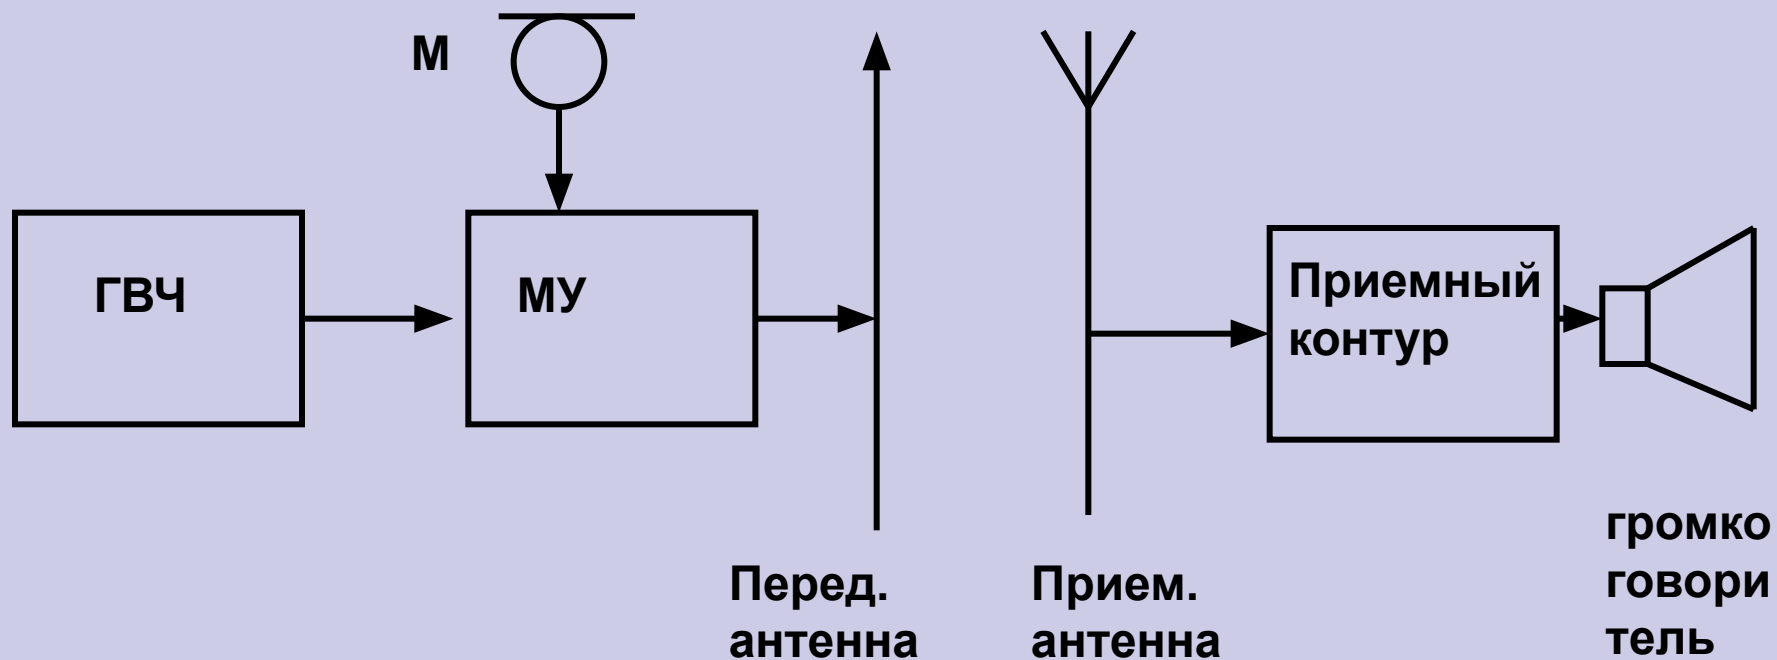 М
ГВЧ
МУ
Приемный
контур
Перед.
антенна
Прием.
антенна
громко
говори
тель